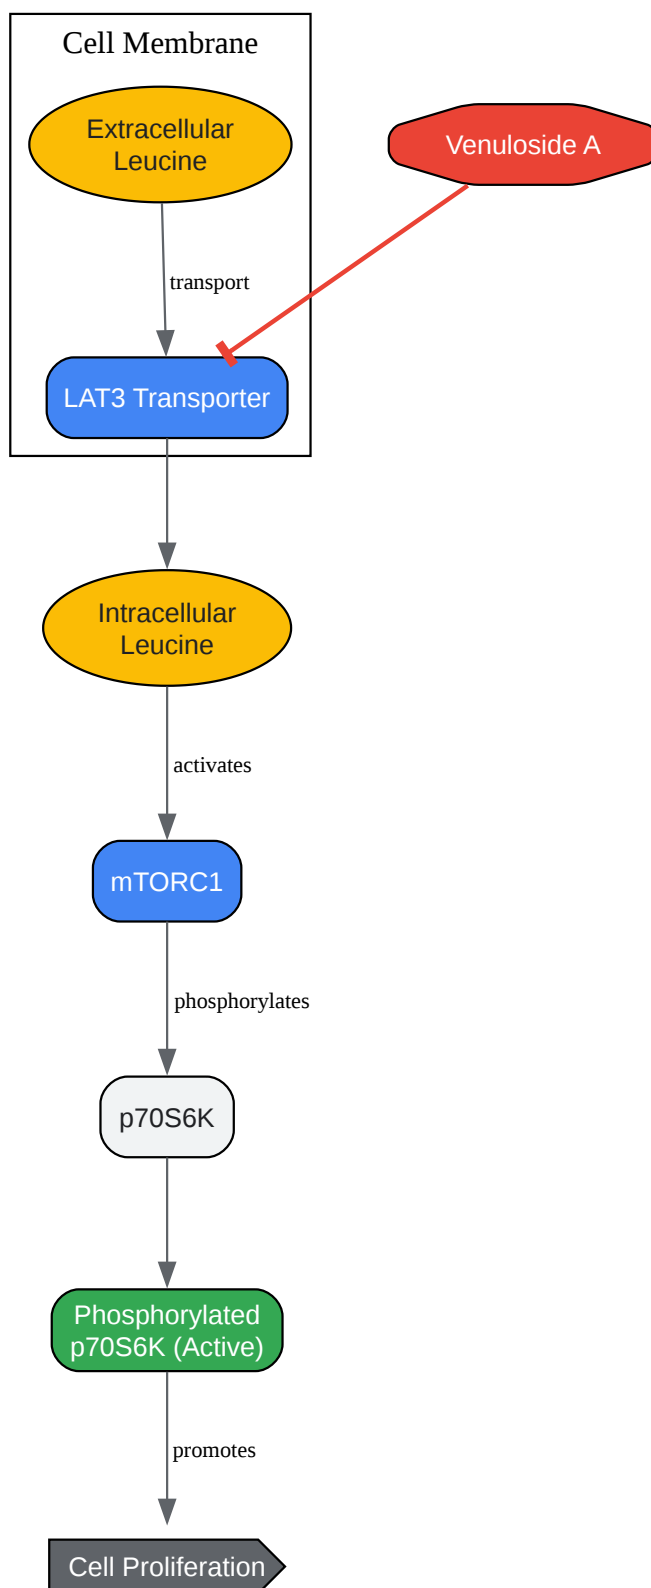 Cell Membrane
Extracellular
Leucine
Venuloside A
transport
LAT3 Transporter
Intracellular
Leucine
activates
mTORC1
phosphorylates
p70S6K
Phosphorylated
p70S6K (Active)
promotes
Cell Proliferation